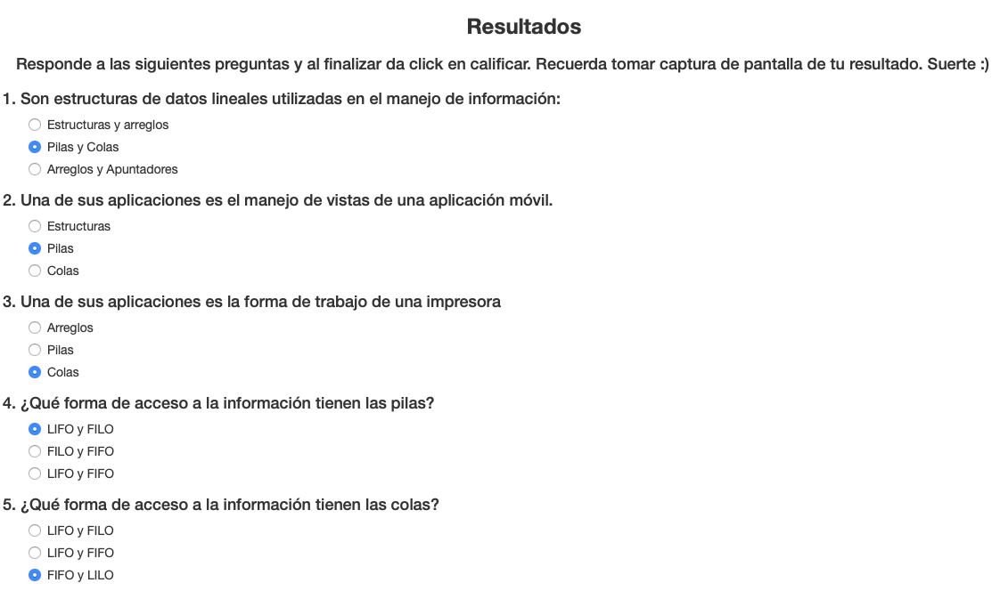 Resultados
Responde a las siguientes preguntas y al finalizar da click en calificar. Recuerda tomar captura de pantalla de tu resultado. Suerte :)
1. Son estructuras de datos lineales utilizadas en el manejo de información:
Estructuras y arreglos
Pilas y Colas
Arreglos y Apuntadores
2. Una de sus aplicaciones es el manejo de vistas de una aplicación móvil.
Estructuras
Pilas
Colas
3. Una de sus aplicaciones es la forma de trabajo de una impresora
Arreglos
Pilas
Colas
4. ¿Qué forma de acceso a la información tienen las pilas?
LIFO y FILO
FILO y FIFO
LIFO y FIFO
5. ¿Qué forma de acceso a la información tienen las colas?
LIFO y FILO
LIFO y FIFO
FIFO y LILO